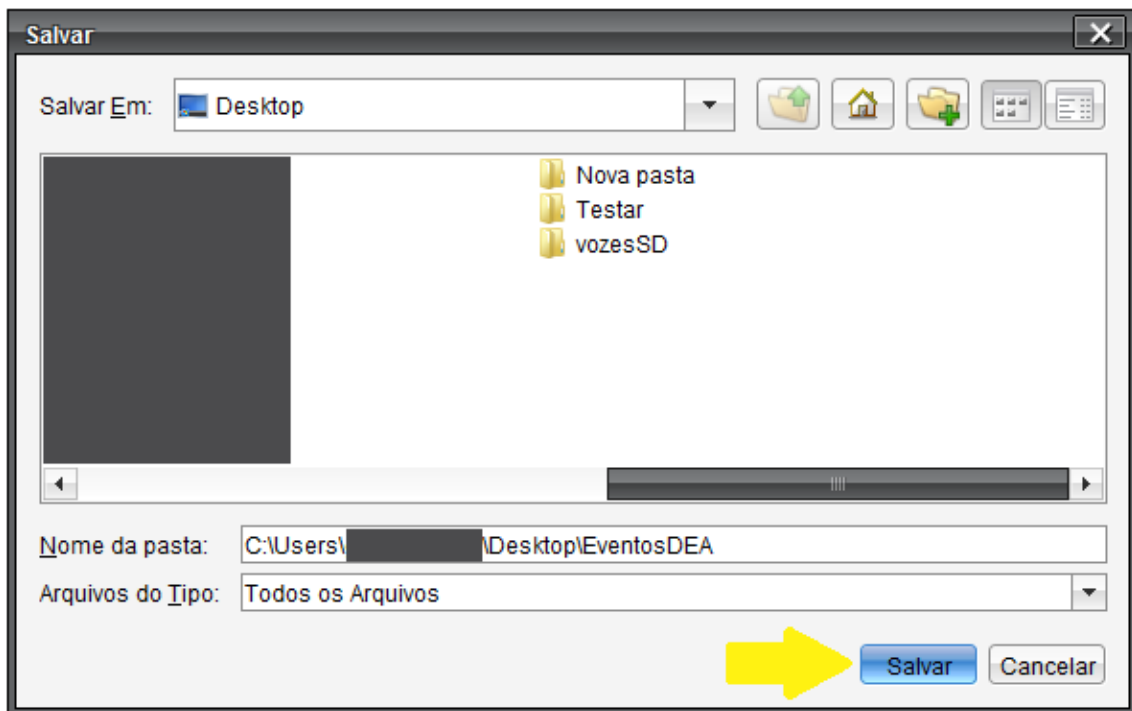 Salvar
Salvar Em: Desktop
Nova pasta
Testar
vozesSD
Nome da pasta: C:\Users\ \Desktop\EventosDEA
Arquivos do Tipo: Todos os Arquivos
Salvar Cancelar